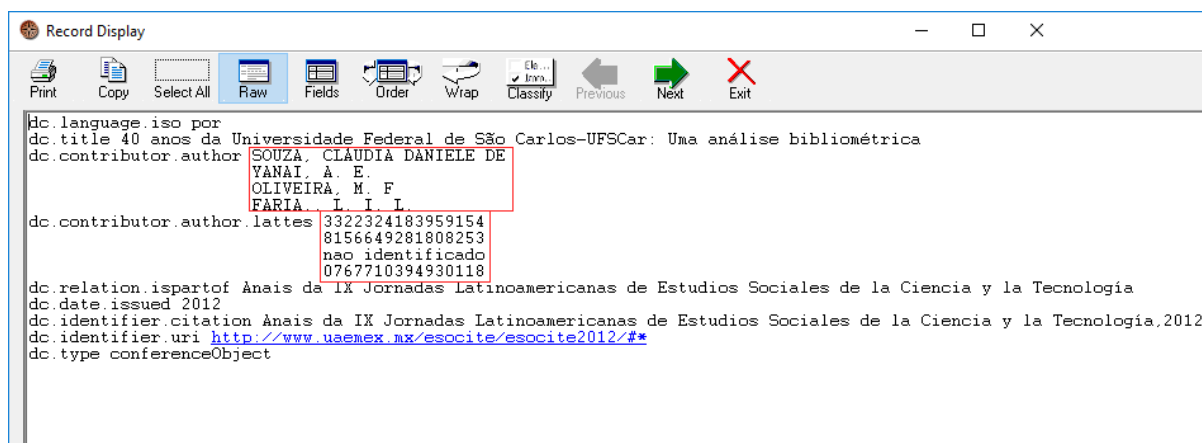 Record Display
Print Copy Select All Raw Fields Order Wrap Classify Previous Next Exit
dc.language.iso por
dc.title 40 anos da Universidade Federal de São Carlos-UFSCar: Uma análise bibliométrica
dc.contributor.author SOUZA, CLÁUDIA DANIELE DE
YANAI, A. E.
OLIVEIRA, M. F
FARIA., L. I. L.
dc.contributor.author.lattes 3322324183959154
8156649281808253
nao identificado
0767710394930118
dc.relation.ispartof Anais da IX Jornadas Latinoamericanas de Estudios Sociales de la Ciencia y la Tecnología
dc.date.issued 2012
dc.identifier.citation Anais da IX Jornadas Latinoamericanas de Estudios Sociales de la Ciencia y la Tecnología,2012
dc.identifier.uri http://www.uaemex.mx/esocite/esocite2012/#*
dc.type conferenceObject